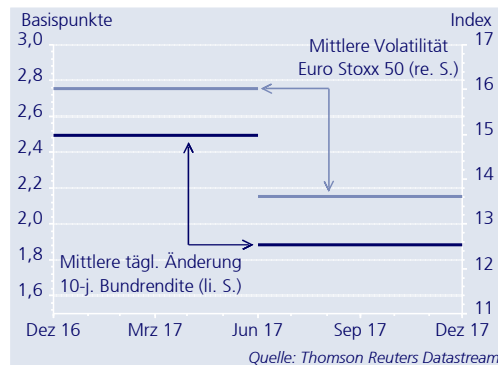 Basispunkte Index
3,0 17
Mittlere Volatilität
Euro Stoxx 50 (re. S.)
2,8 16
2,6
15
2,4
14
2,2
2,0 13
1,8
Mittlere tägl. Änderung
12
10-j. Bundrendite (li. S.)
1,6
11
Dez 16 Mrz 17 Jun 17 Sep 17 Dez 17
Quelle: Thomson Reuters Datastream